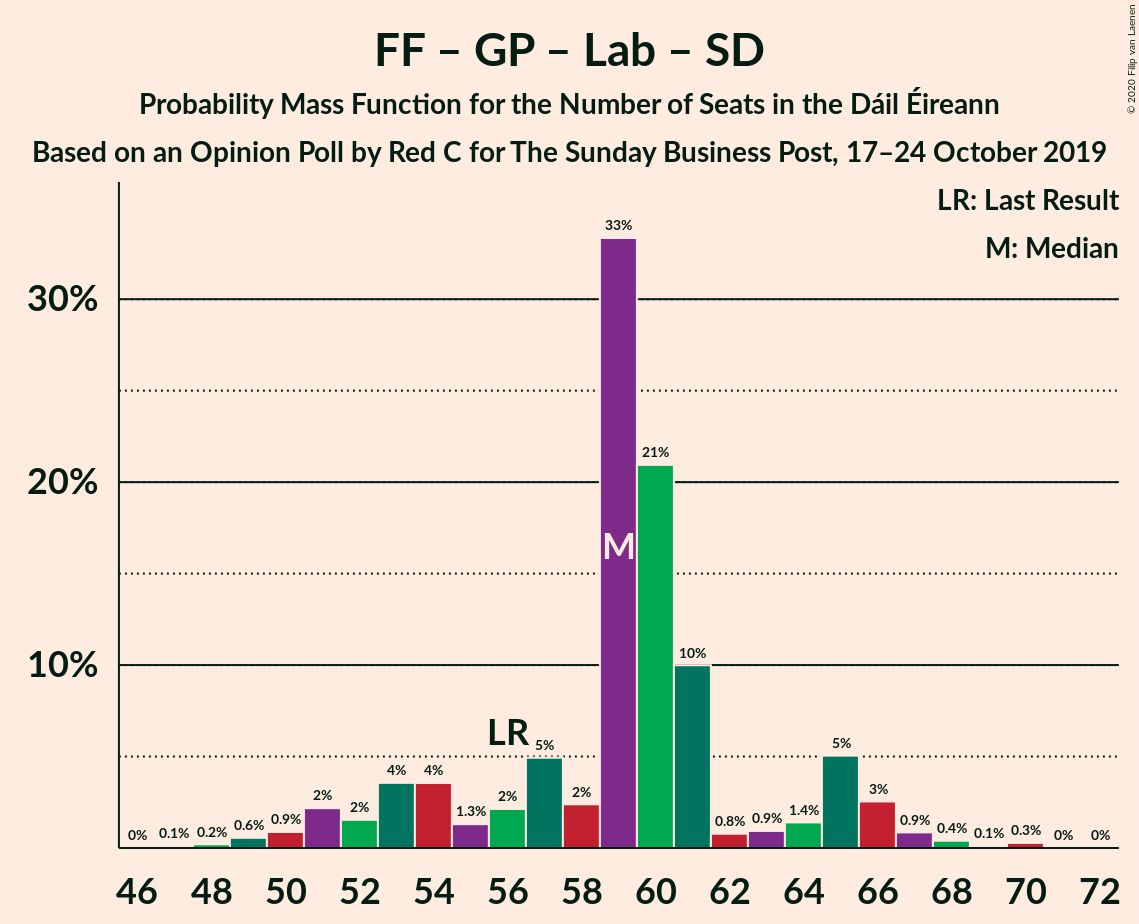 FF – GP – Lab – SD
Probability Mass Function for the Number of Seats in the Dáil Éireann
Based on an Opinion Poll by Red C for The Sunday Business Post, 17–24 October 2019
© 2020 Filip van Laenen
LR: Last Result
M: Median
30%
20%
10%
0% 0.1% 0.2% 0.6% 0.9% 2% 2% 4% 4% 1.3% 2% 5% 2% 33% 21% 10% 0.8% 0.9% 1.4% 5% 3% 0.9% 0.4% 0.1% 0.3% 0% 0%
LR
M
46 48 50 52 54 56 58 60 62 64 66 68 70 72